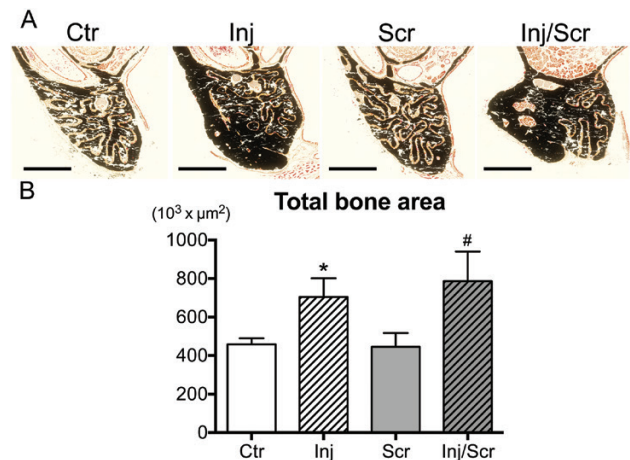 A
Ctr Inj Scr Inj/Scr
B
Total bone area
(10³ x µm²)
1000
800
600
400
200
0
* #
Ctr Inj Scr Inj/Scr